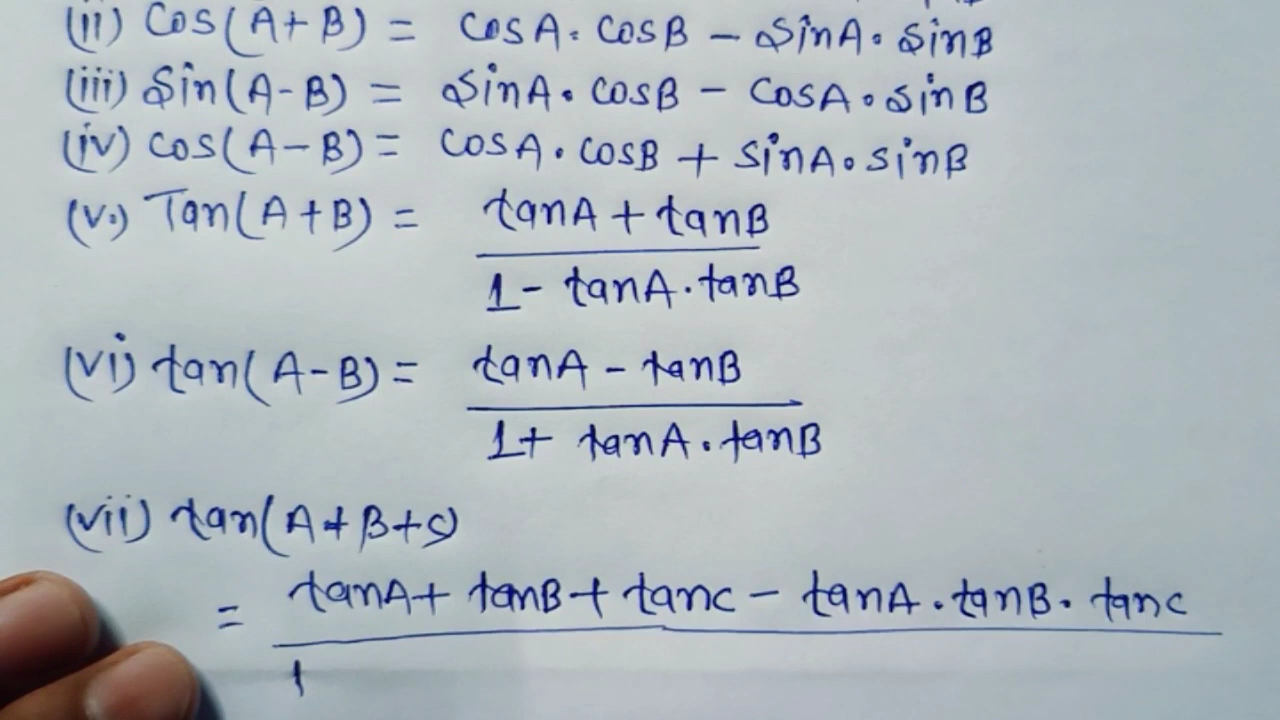 (ii) Cos(A+B) = CosA. CosB - SinA. SinB
(iii) Sin(A-B) = SinA. CosB - CosA. SinB
(iv) Cos(A-B) = CosA. CosB + SinA. SinB
(v.) Tan(A+B) = tanA + tanB
1 - tanA. tanB
(vi) tan(A-B) = tanA - tanB
1+ tanA. tanB
(vii) tan(A+B+C)
= tanA+ tanB+ tanC - tanA. tanB. tanC
1